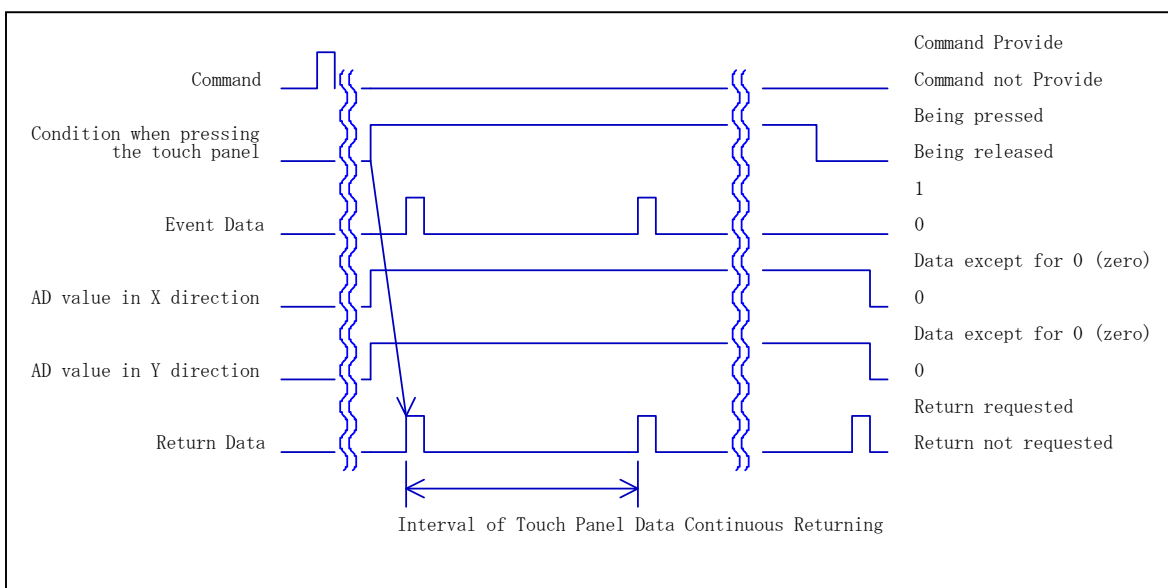 Command Provide
Command
Command not Provide
Condition when pressing
the touch panel
Being pressed
Being released
1
Event Data
0
Data except for 0 (zero)
AD value in X direction
0
Data except for 0 (zero)
AD value in Y direction
0
Return requested
Return Data
Return not requested
Interval of Touch Panel Data Continuous Returning